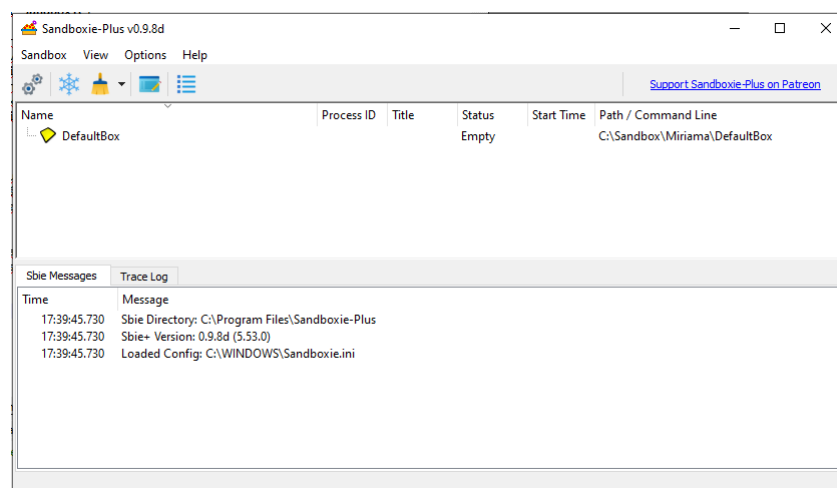 Sandboxie-Plus v0.9.8d
Sandbox View Options Help
Support Sandboxie-Plus on Patreon
Name Process ID Title Status Start Time Path / Command Line
DefaultBox Empty C:\Sandbox\Miriama\DefaultBox
Sbie Messages Trace Log
Time Message
17:39:45.730 Sbie Directory: C:\Program Files\Sandboxie-Plus
17:39:45.730 Sbie+ Version: 0.9.8d (5.53.0)
17:39:45.730 Loaded Config: C:\WINDOWS\Sandboxie.ini